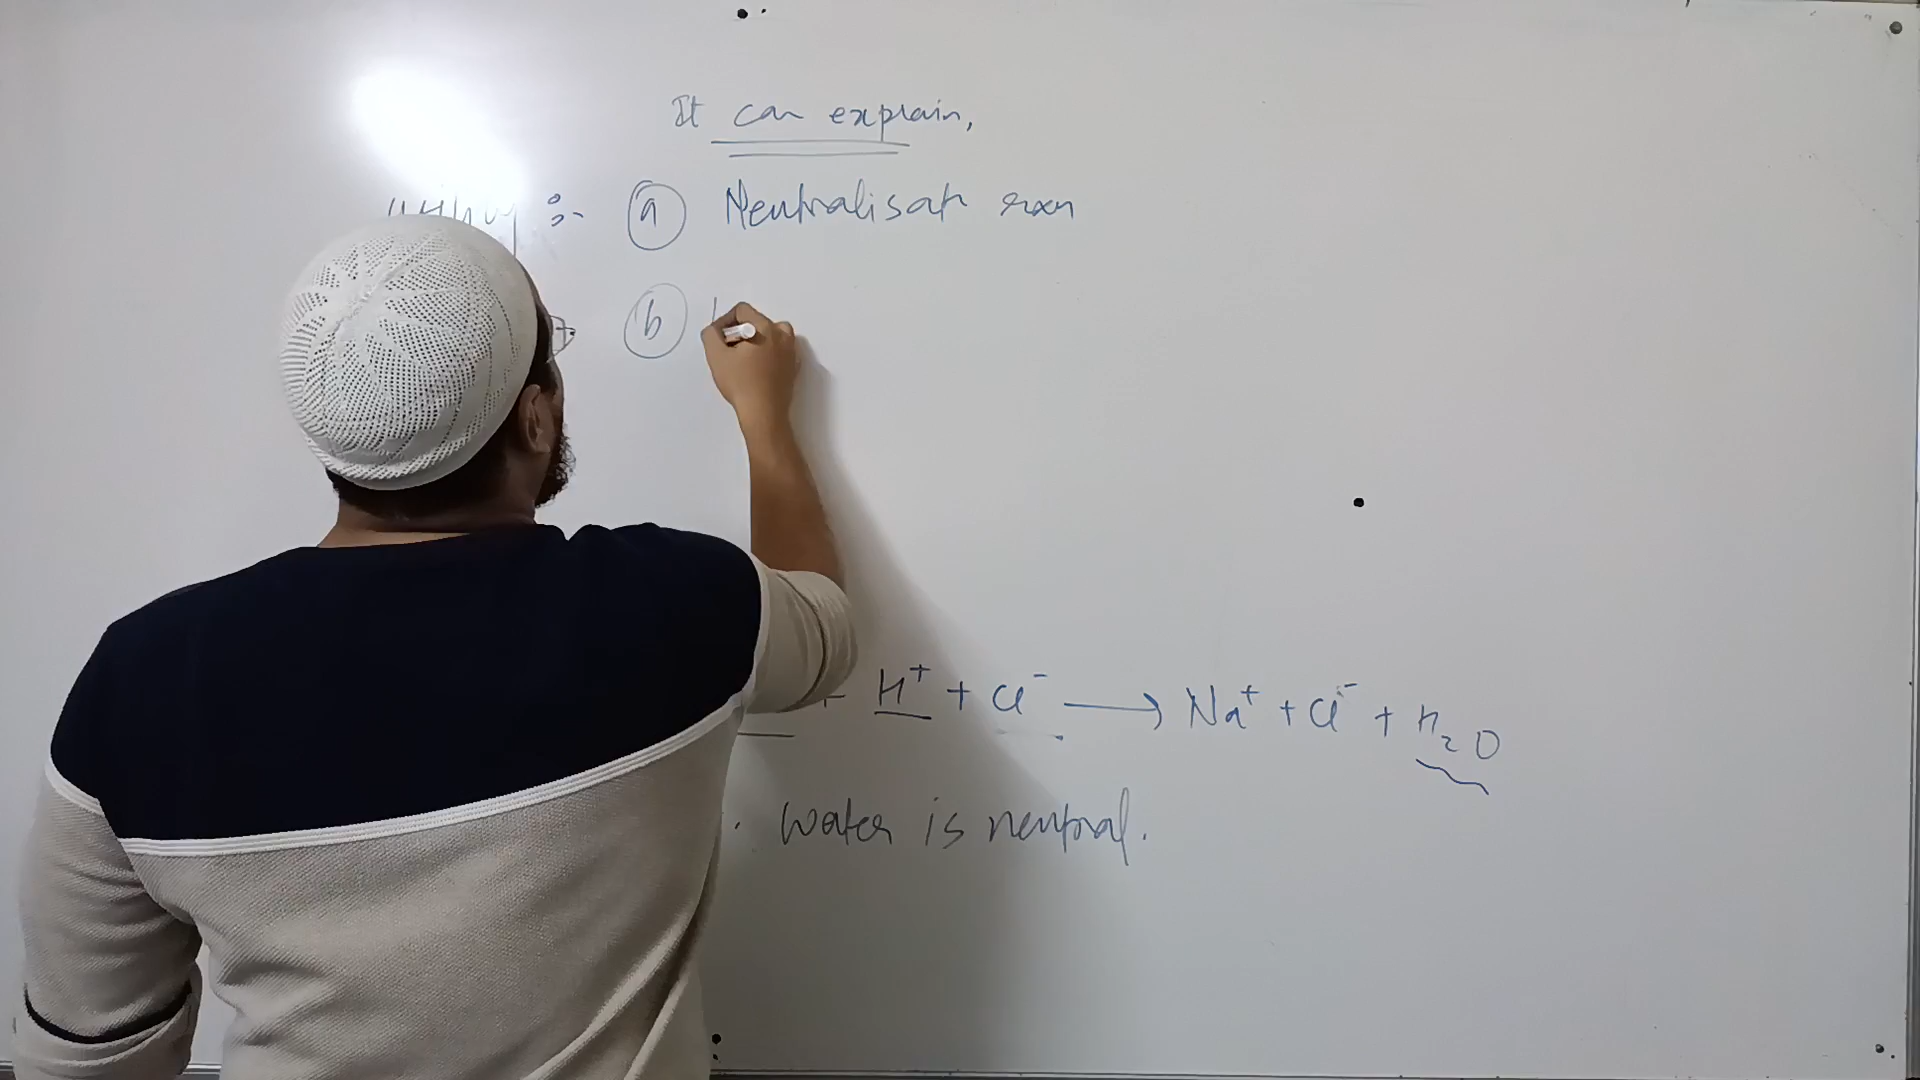 It can explain,
:- (a) Neutralisatn rxn
(b)
+ H⁺ + Cl⁻ ⟶ Na⁺ + Cl⁻ + H₂O
. water is neutral.